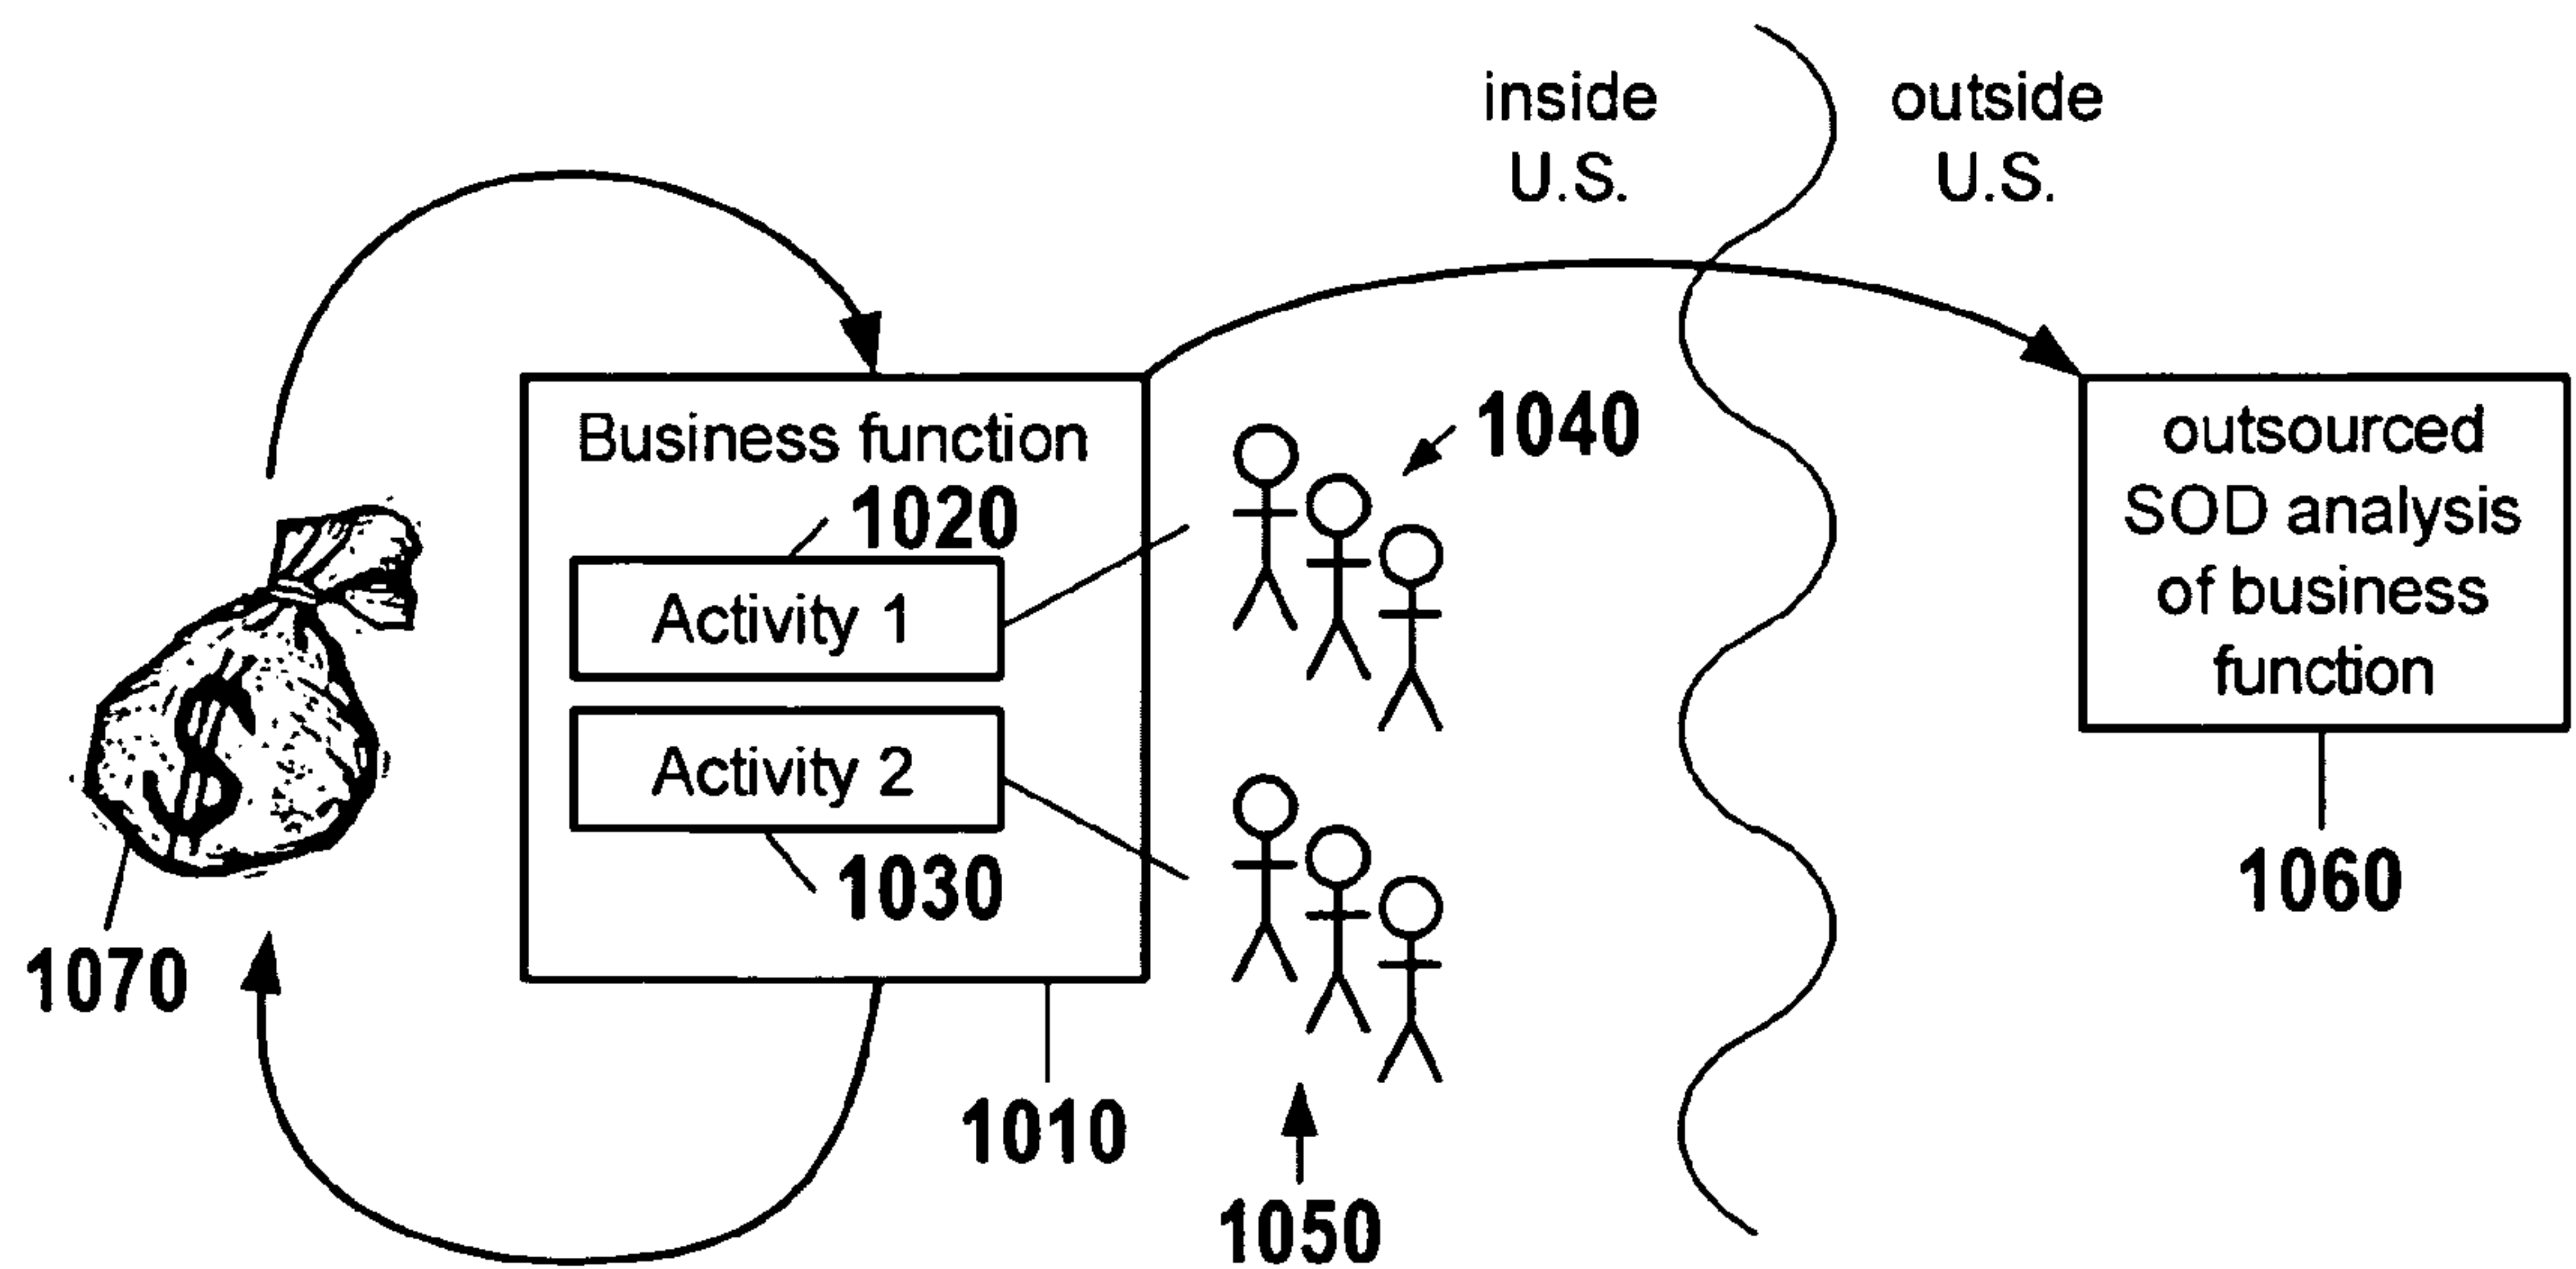 inside
U.S.
outside
U.S.
Business function
1020
Activity 1
Activity 2
1030
1040
outsourced
SOD analysis
of business
function
1060
$
1070
1010
1050